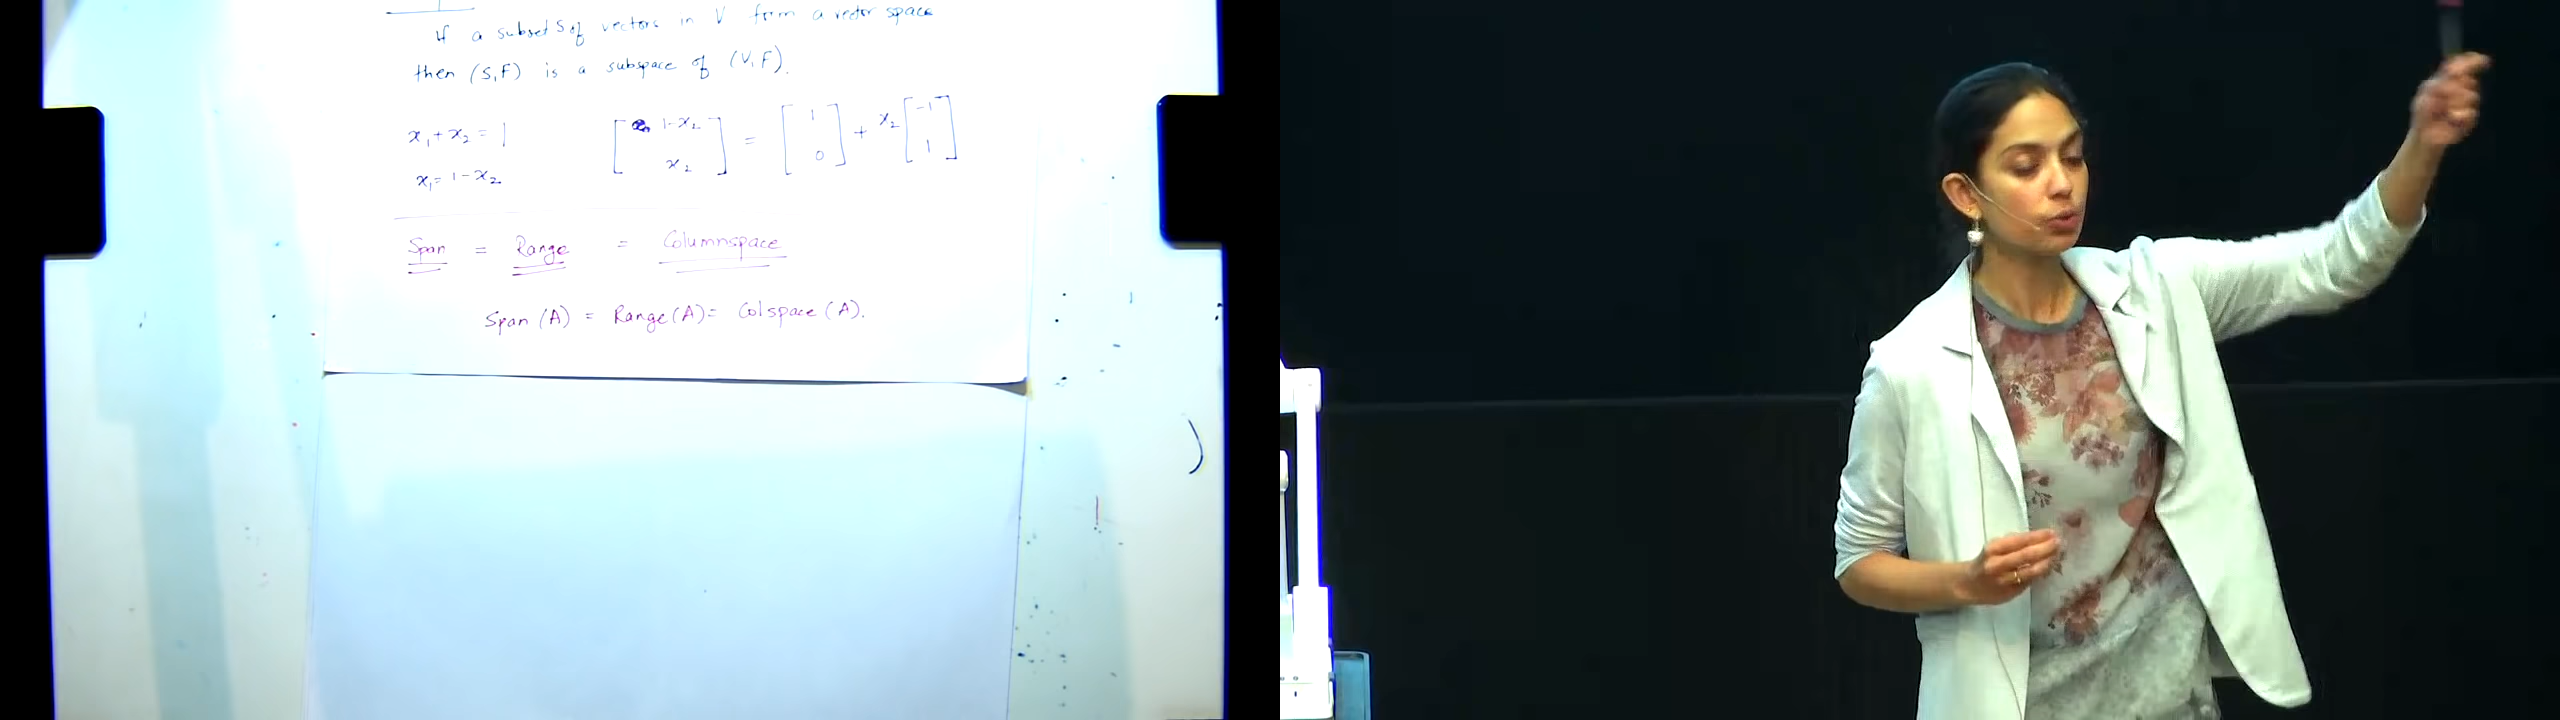 If a subset S of vectors in V form a vector space
then (S,F) is a subspace of (V,F).
x₁ + x₂ = 1
[1-x₂ x₂] = [1 0] + x₂ [-1 1]
x₁ = 1-x₂
Span = Range = Columnspace
Span (A) = Range (A) = Colspace (A).